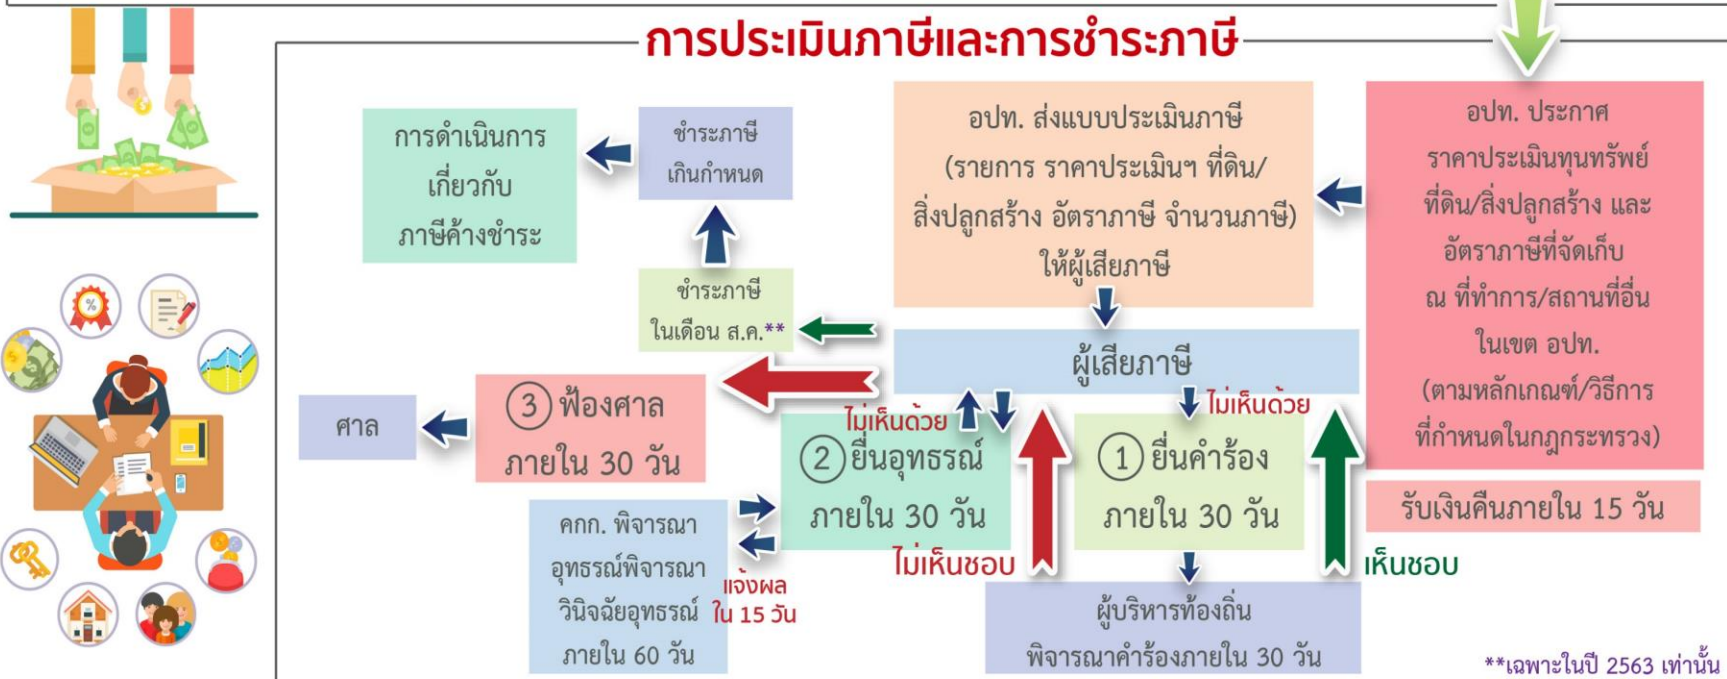 การประเมินภาษีและการชำระภาษี
อปท. ประกาศ
ราคาประเมินทุนทรัพย์
ที่ดิน/สิ่งปลูกสร้าง และ
อัตราภาษีที่จัดเก็บ
ณ ที่ทำการ/สถานที่อื่น
ในเขต อปท.
(ตามหลักเกณฑ์/วิธีการ
ที่กำหนดในกฎกระทรวง)
อปท. ส่งแบบประเมินภาษี
(รายการ ราคาประเมินฯ ที่ดิน/
สิ่งปลูกสร้าง อัตราภาษี จำนวนภาษี)
ให้ผู้เสียภาษี
ผู้เสียภาษี
ชำระภาษี
ในเดือน ส.ค.**
ชำระภาษี
เกินกำหนด
การดำเนินการ
เกี่ยวกับ
ภาษีค้างชำระ
ไม่เห็นด้วย
1 ยื่นคำร้อง
ภายใน 30 วัน
ผู้บริหารท้องถิ่น
พิจารณาคำร้องภายใน 30 วัน
เห็นชอบ
รับเงินคืนภายใน 15 วัน
ไม่เห็นชอบ
ไม่เห็นด้วย
2 ยื่นอุทธรณ์
ภายใน 30 วัน
คกก. พิจารณา
อุทธรณ์พิจารณา
วินิจฉัยอุทธรณ์
ภายใน 60 วัน
แจ้งผล
ใน 15 วัน
3 ฟ้องศาล
ภายใน 30 วัน
ศาล
**เฉพาะในปี 2563 เท่านั้น